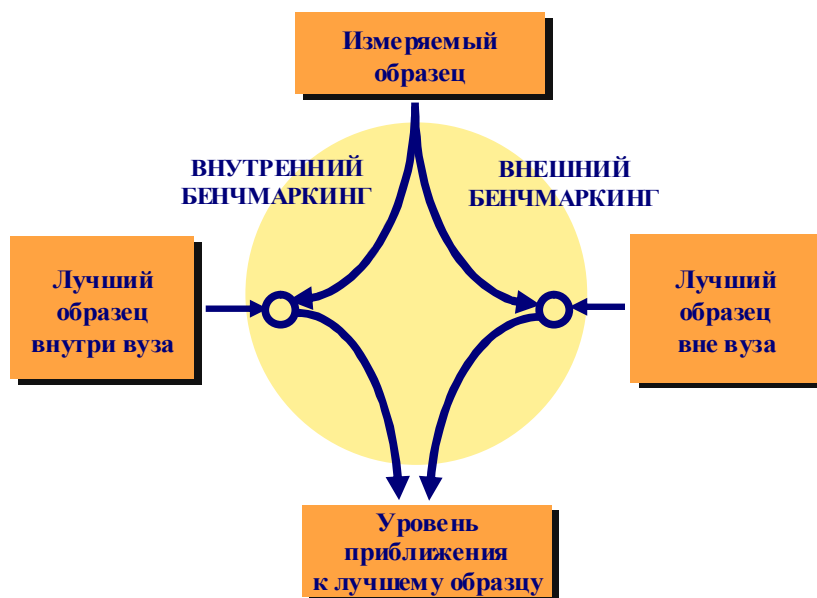 Измеряемый
образец
ВНУТРЕННИЙ
БЕНЧМАРКИНГ
ВНЕШНИЙ
БЕНЧМАРКИНГ
Лучший
образец
внутри вуза
Лучший
образец
вне вуза
Уровень
приближения
к лучшему образцу